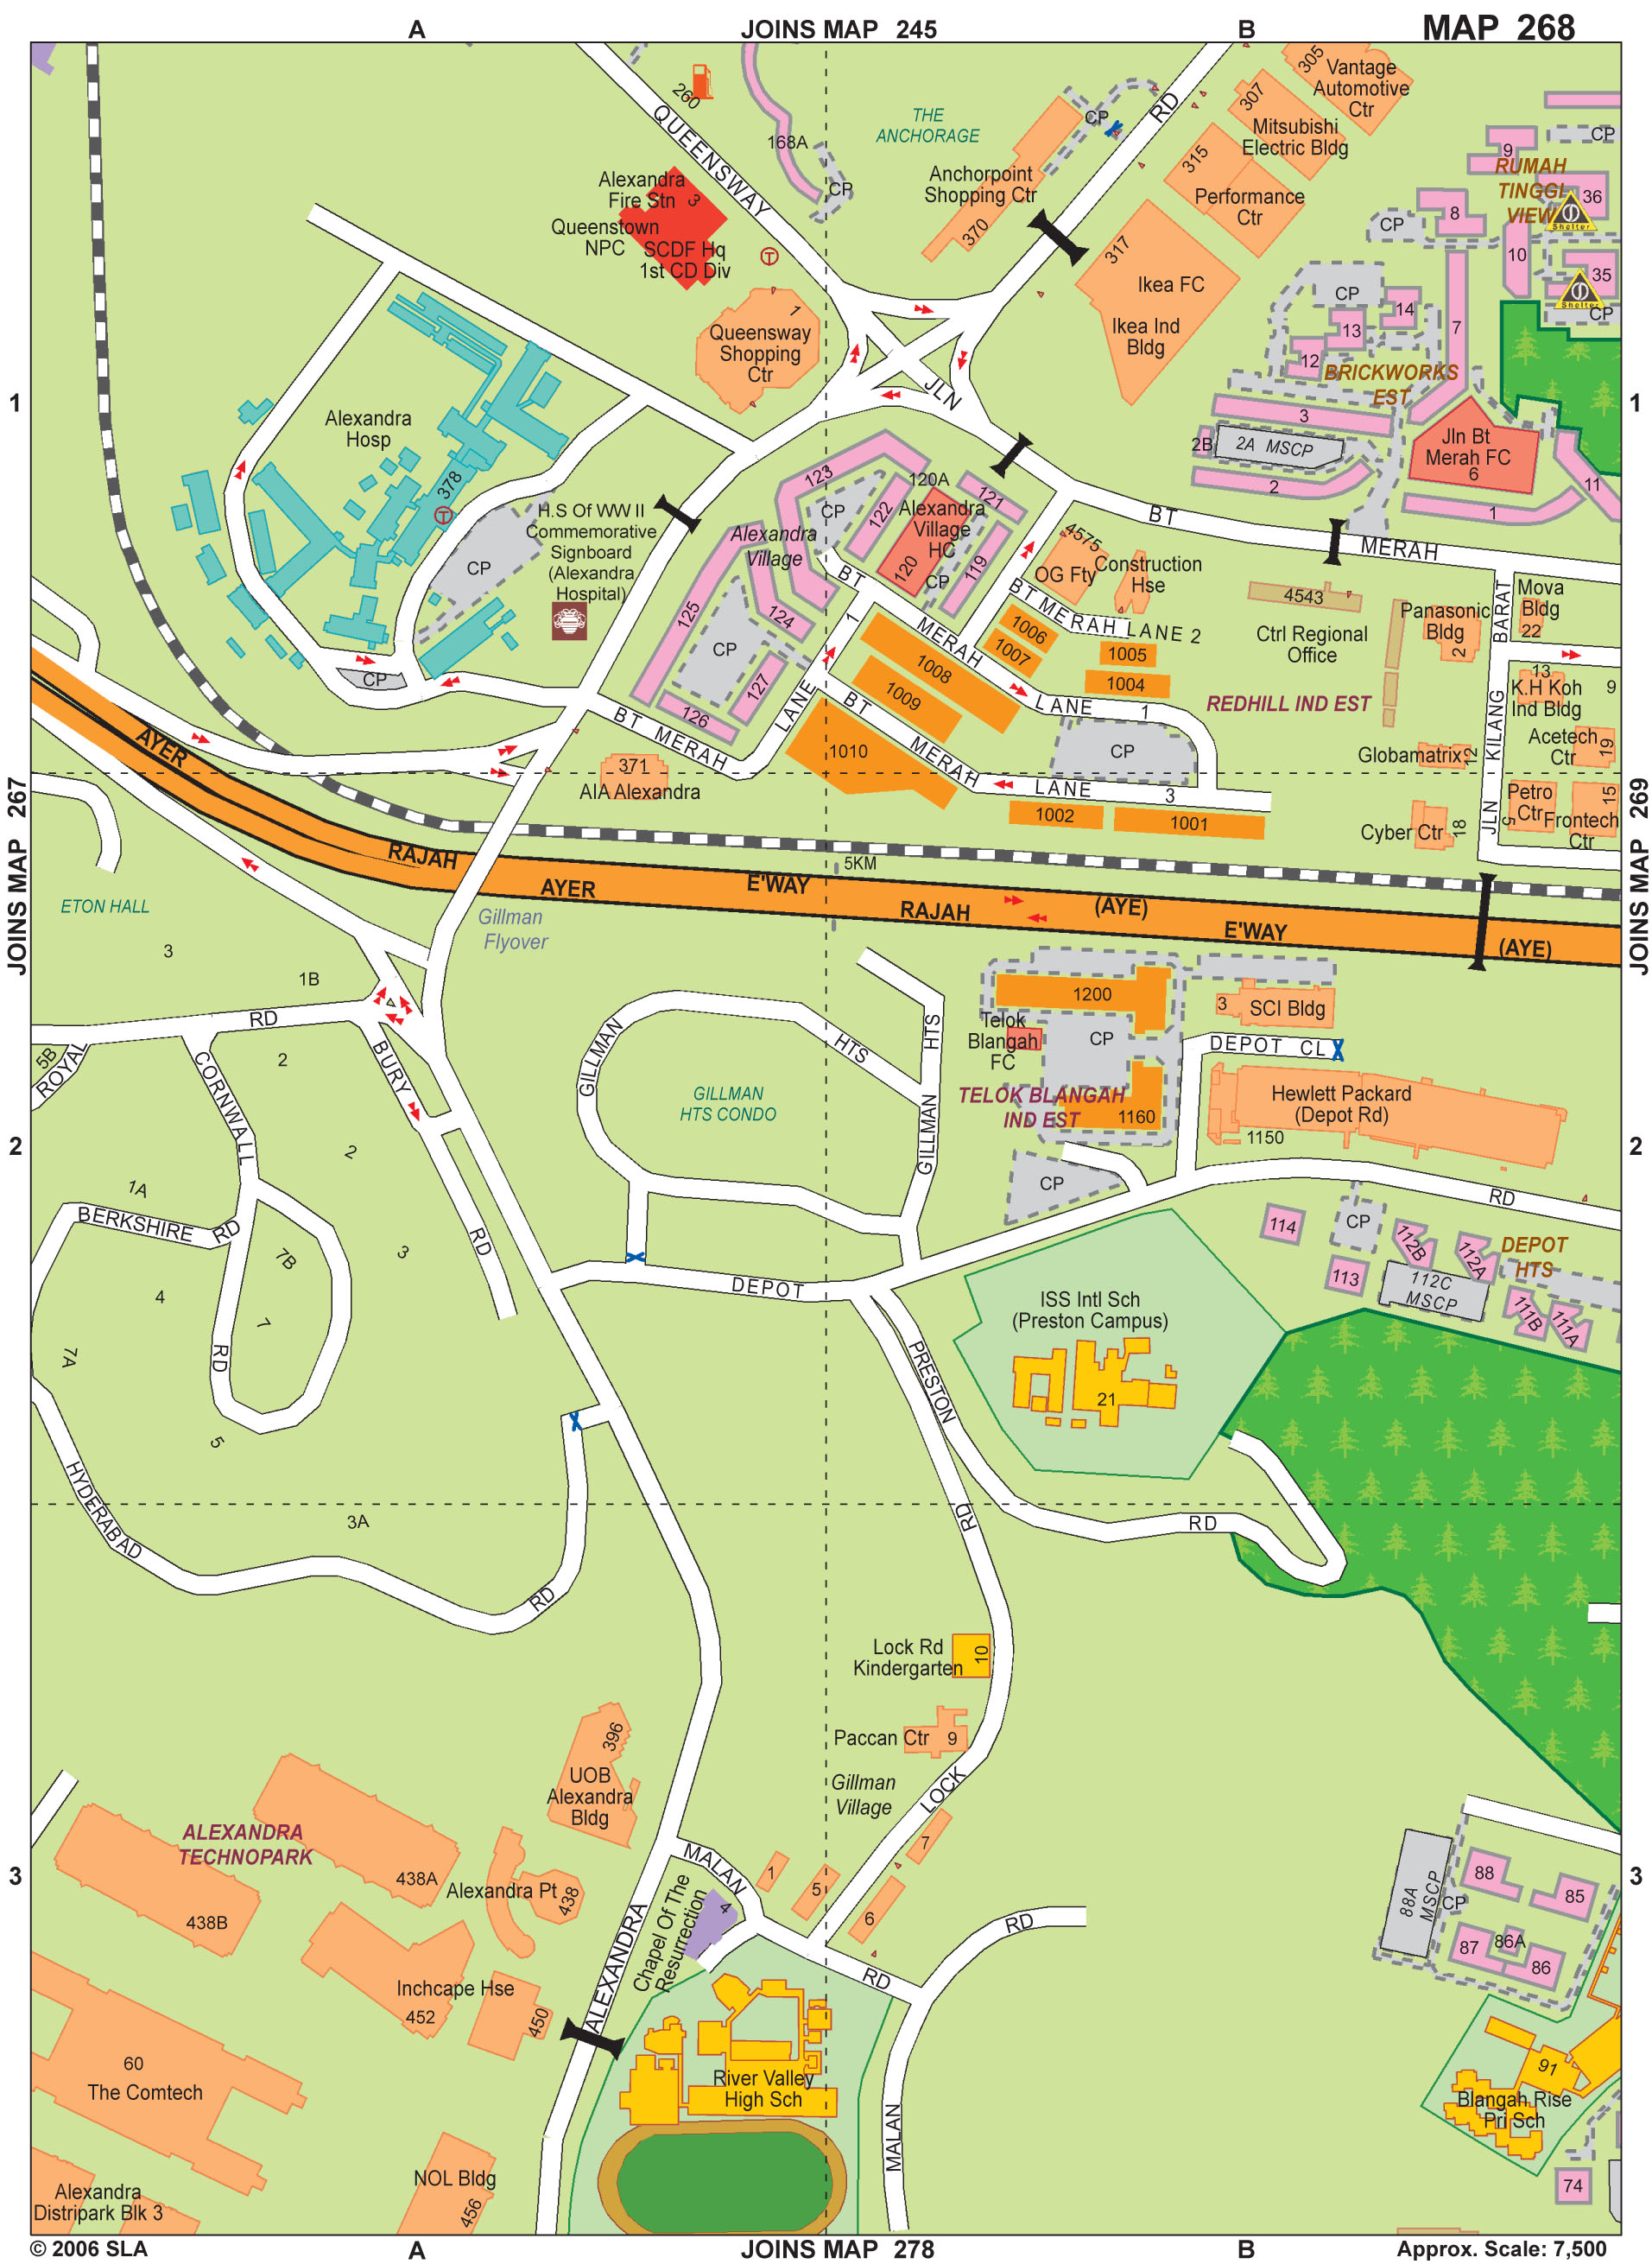 A
JOINS MAP 245
B
MAP 268
260
QUEENSWAY
168A
CP
THE
ANCHORAGE
CP
RD
305
Vantage
Automotive
Ctr
307
Mitsubishi
Electric Bldg
315
Performance
Ctr
Anchorpoint
Shopping Ctr
370
Alexandra
Fire Stn
3
Queenstown
NPC
SCDF Hq
1st CD Div
T
317
Ikea FC
Ikea Ind
Bldg
9
CP
RUMAH
TINGGI
VIEW
36
Shelter
8
CP
10
35
Shelter
CP
CP
14
13
12
7
BRICKWORKS
EST
1
Queensway
Shopping
Ctr
1
JLN
1
3
2B
2A MSCP
2
Jln Bt
Merah FC
6
11
1
Alexandra
Hosp
378
T
CP
H.S Of WW II
Commemorative
Signboard
(Alexandra
Hospital)
123
CP
122
120A
121
Alexandra
Village
HC
120
CP
119
Alexandra
Village
125
124
CP
127
126
BT
MERAH
4575
OG Fty
Construction
Hse
BT MERAH LANE 2
4543
Ctrl Regional
Office
REDHILL IND EST
Panasonic
Bldg
2
BARAT
Mova
Bldg
22
13
K.H Koh
Ind Bldg
9
Acetech
Ctr
19
Globamatrix
12
KILANG
JLN
Petro
Ctr
5
15
Frontech
Ctr
Cyber Ctr
18
BT
MERAH
LANE
1
1006
1007
1005
1004
1008
1009
1010
CP
BT
MERAH
LANE
3
1002
1001
BT MERAH
LANE
1
CP
371
AIA Alexandra
AYER
RAJAH
AYER
E'WAY
RAJAH
(AYE)
E'WAY
(AYE)
5KM
JOINS MAP 267
JOINS MAP 269
ETON HALL
3
1B
Gillman
Flyover
RD
5B
ROYAL
2
CORNWALL
BURY
RD
GILLMAN
HTS
HTS
GILLMAN
GILLMAN
HTS CONDO
1200
Telok
Blangah
FC
CP
TELOK BLANGAH
IND EST
1160
CP
3
SCI Bldg
DEPOT CL
Hewlett Packard
(Depot Rd)
1150
2
2
2
1A
BERKSHIRE
RD
7B
3
4
7
7A
RD
5
HYDERABAD
3A
RD
DEPOT
RD
114
CP
113
112B
112A
112C
MSCP
DEPOT
HTS
111B
111A
ISS Intl Sch
(Preston Campus)
21
PRESTON
RD
RD
Lock Rd
Kindergarten
10
Paccan Ctr
9
Gillman
Village
LOCK
7
1
5
6
396
UOB
Alexandra
Bldg
ALEXANDRA
TECHNOPARK
438A
438B
Alexandra Pt
438
3
3
MALAN
4
Chapel Of The
Resurrection
ALEXANDRA
RD
RD
MALAN
Inchcape Hse
452
450
60
The Comtech
River Valley
High Sch
NOL Bldg
456
Alexandra
Distripark Blk 3
88A
MSCP
CP
88
85
87
86A
86
91
Blangah Rise
Pri Sch
74
© 2006 SLA
A
JOINS MAP 278
B
Approx. Scale: 7,500